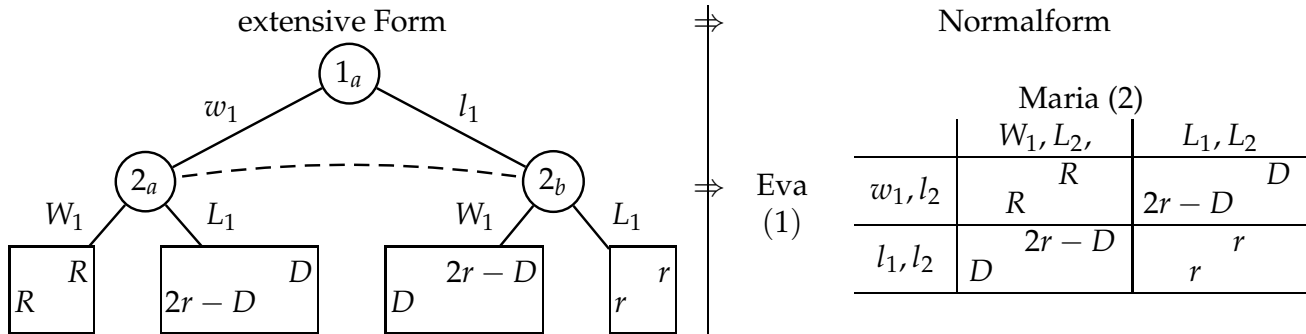 extensive Form ⇒ Normalform
1_a
w_1 l_1
Maria (2)
W_1, L_2, L_1, L_2
2_a 2_b ⇒ Eva (1)
w_1, l_2 R R D 2r − D
W_1 L_1 W_1 L_1
l_1, l_2 2r − D D r r
R D 2r − D r
R 2r − D D r